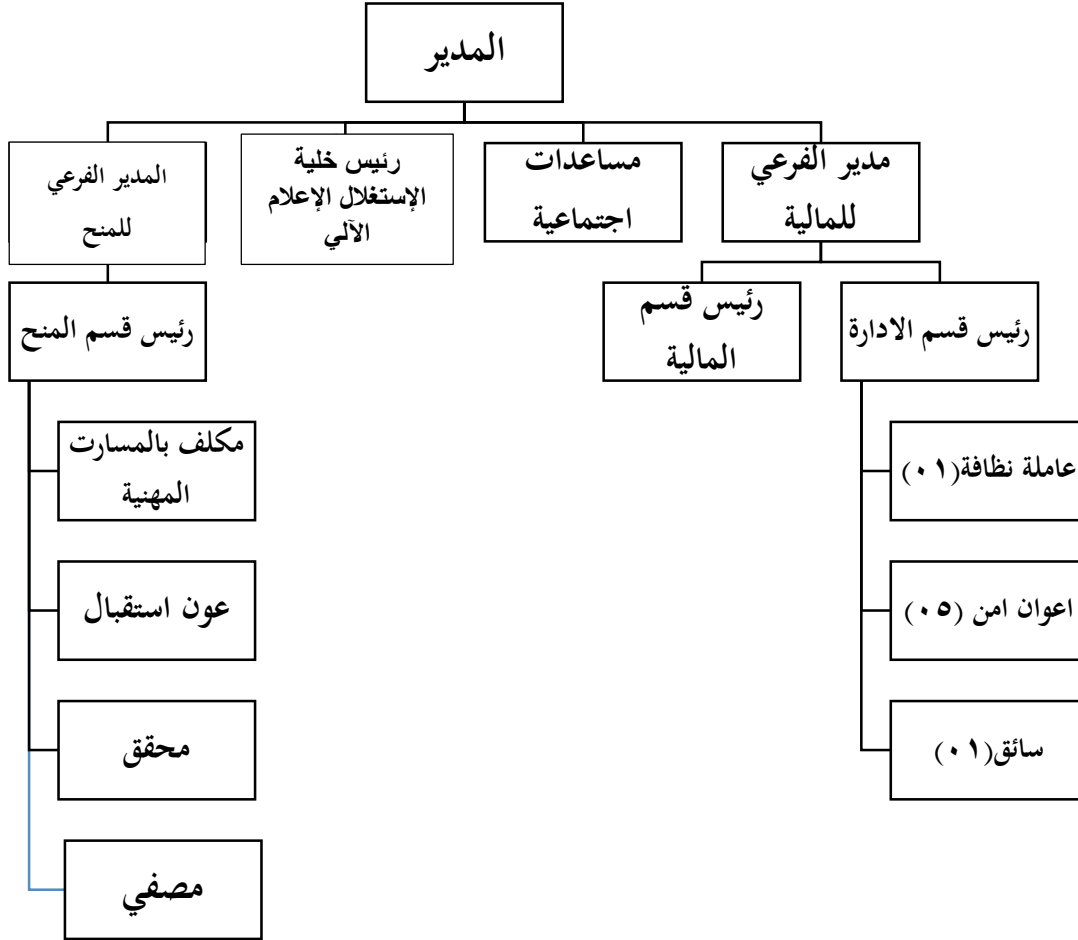 المدير
مدير الفرعي
للمالية
مساعدات
اجتماعية
رئيس خلية
الإستغلال الإعلام
الآلي
المدير الفرعي
للمنح
رئيس قسم الادارة
رئيس قسم
المالية
رئيس قسم المنح
عاملة نظافة(٠١)
اعوان امن (٠٥)
سائق(٠١)
مكلف بالمسارت
المهنية
عون استقبال
محقق
مصفي